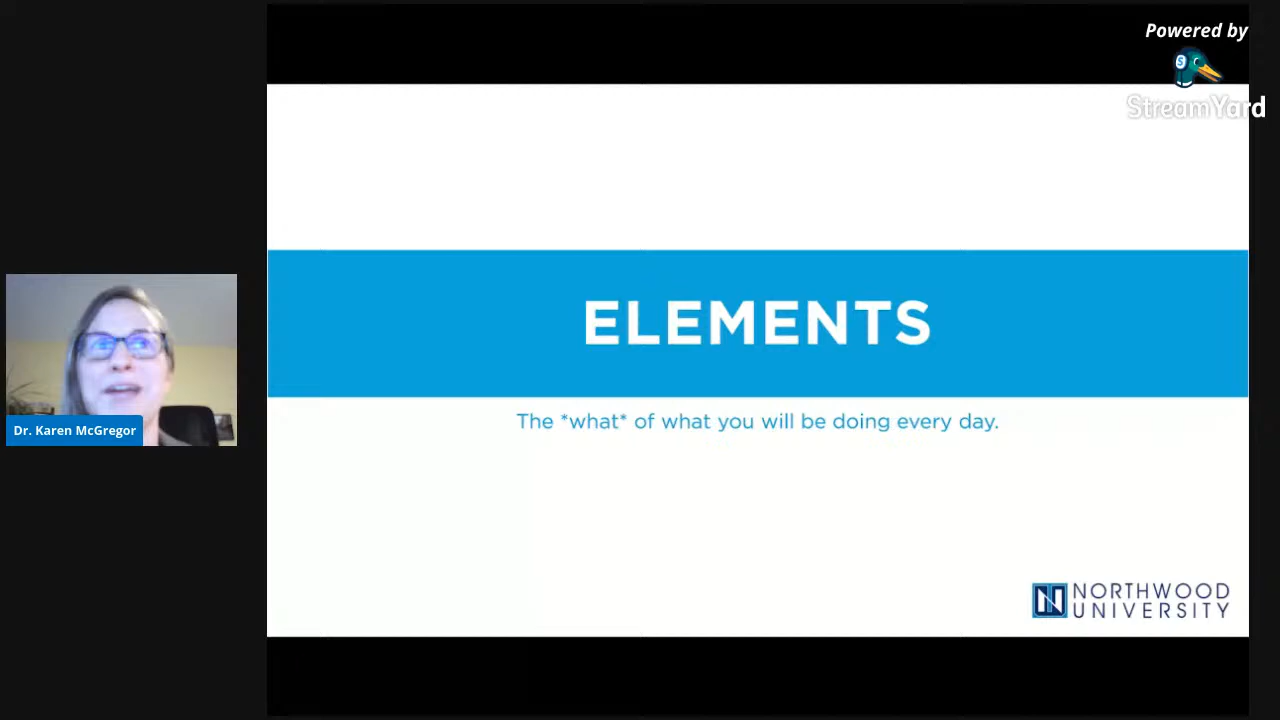 Powered by
S
StreamYard
ELEMENTS
The *what* of what you will be doing every day.
Dr. Karen McGregor
N
NORTHWOOD
UNIVERSITY